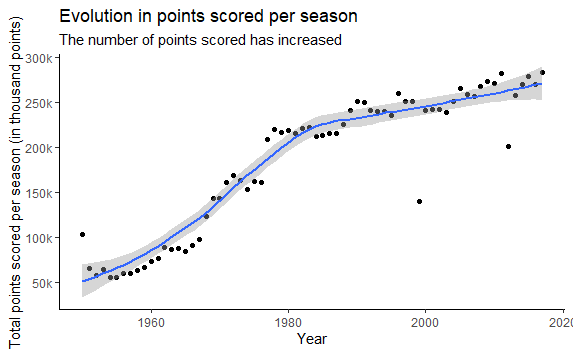 Evolution in points scored per season
The number of points scored has increased
Total points scored per season (in thousand points)
300k
250k
200k
150k
100k
50k
1960
1980
2000
2020
Year